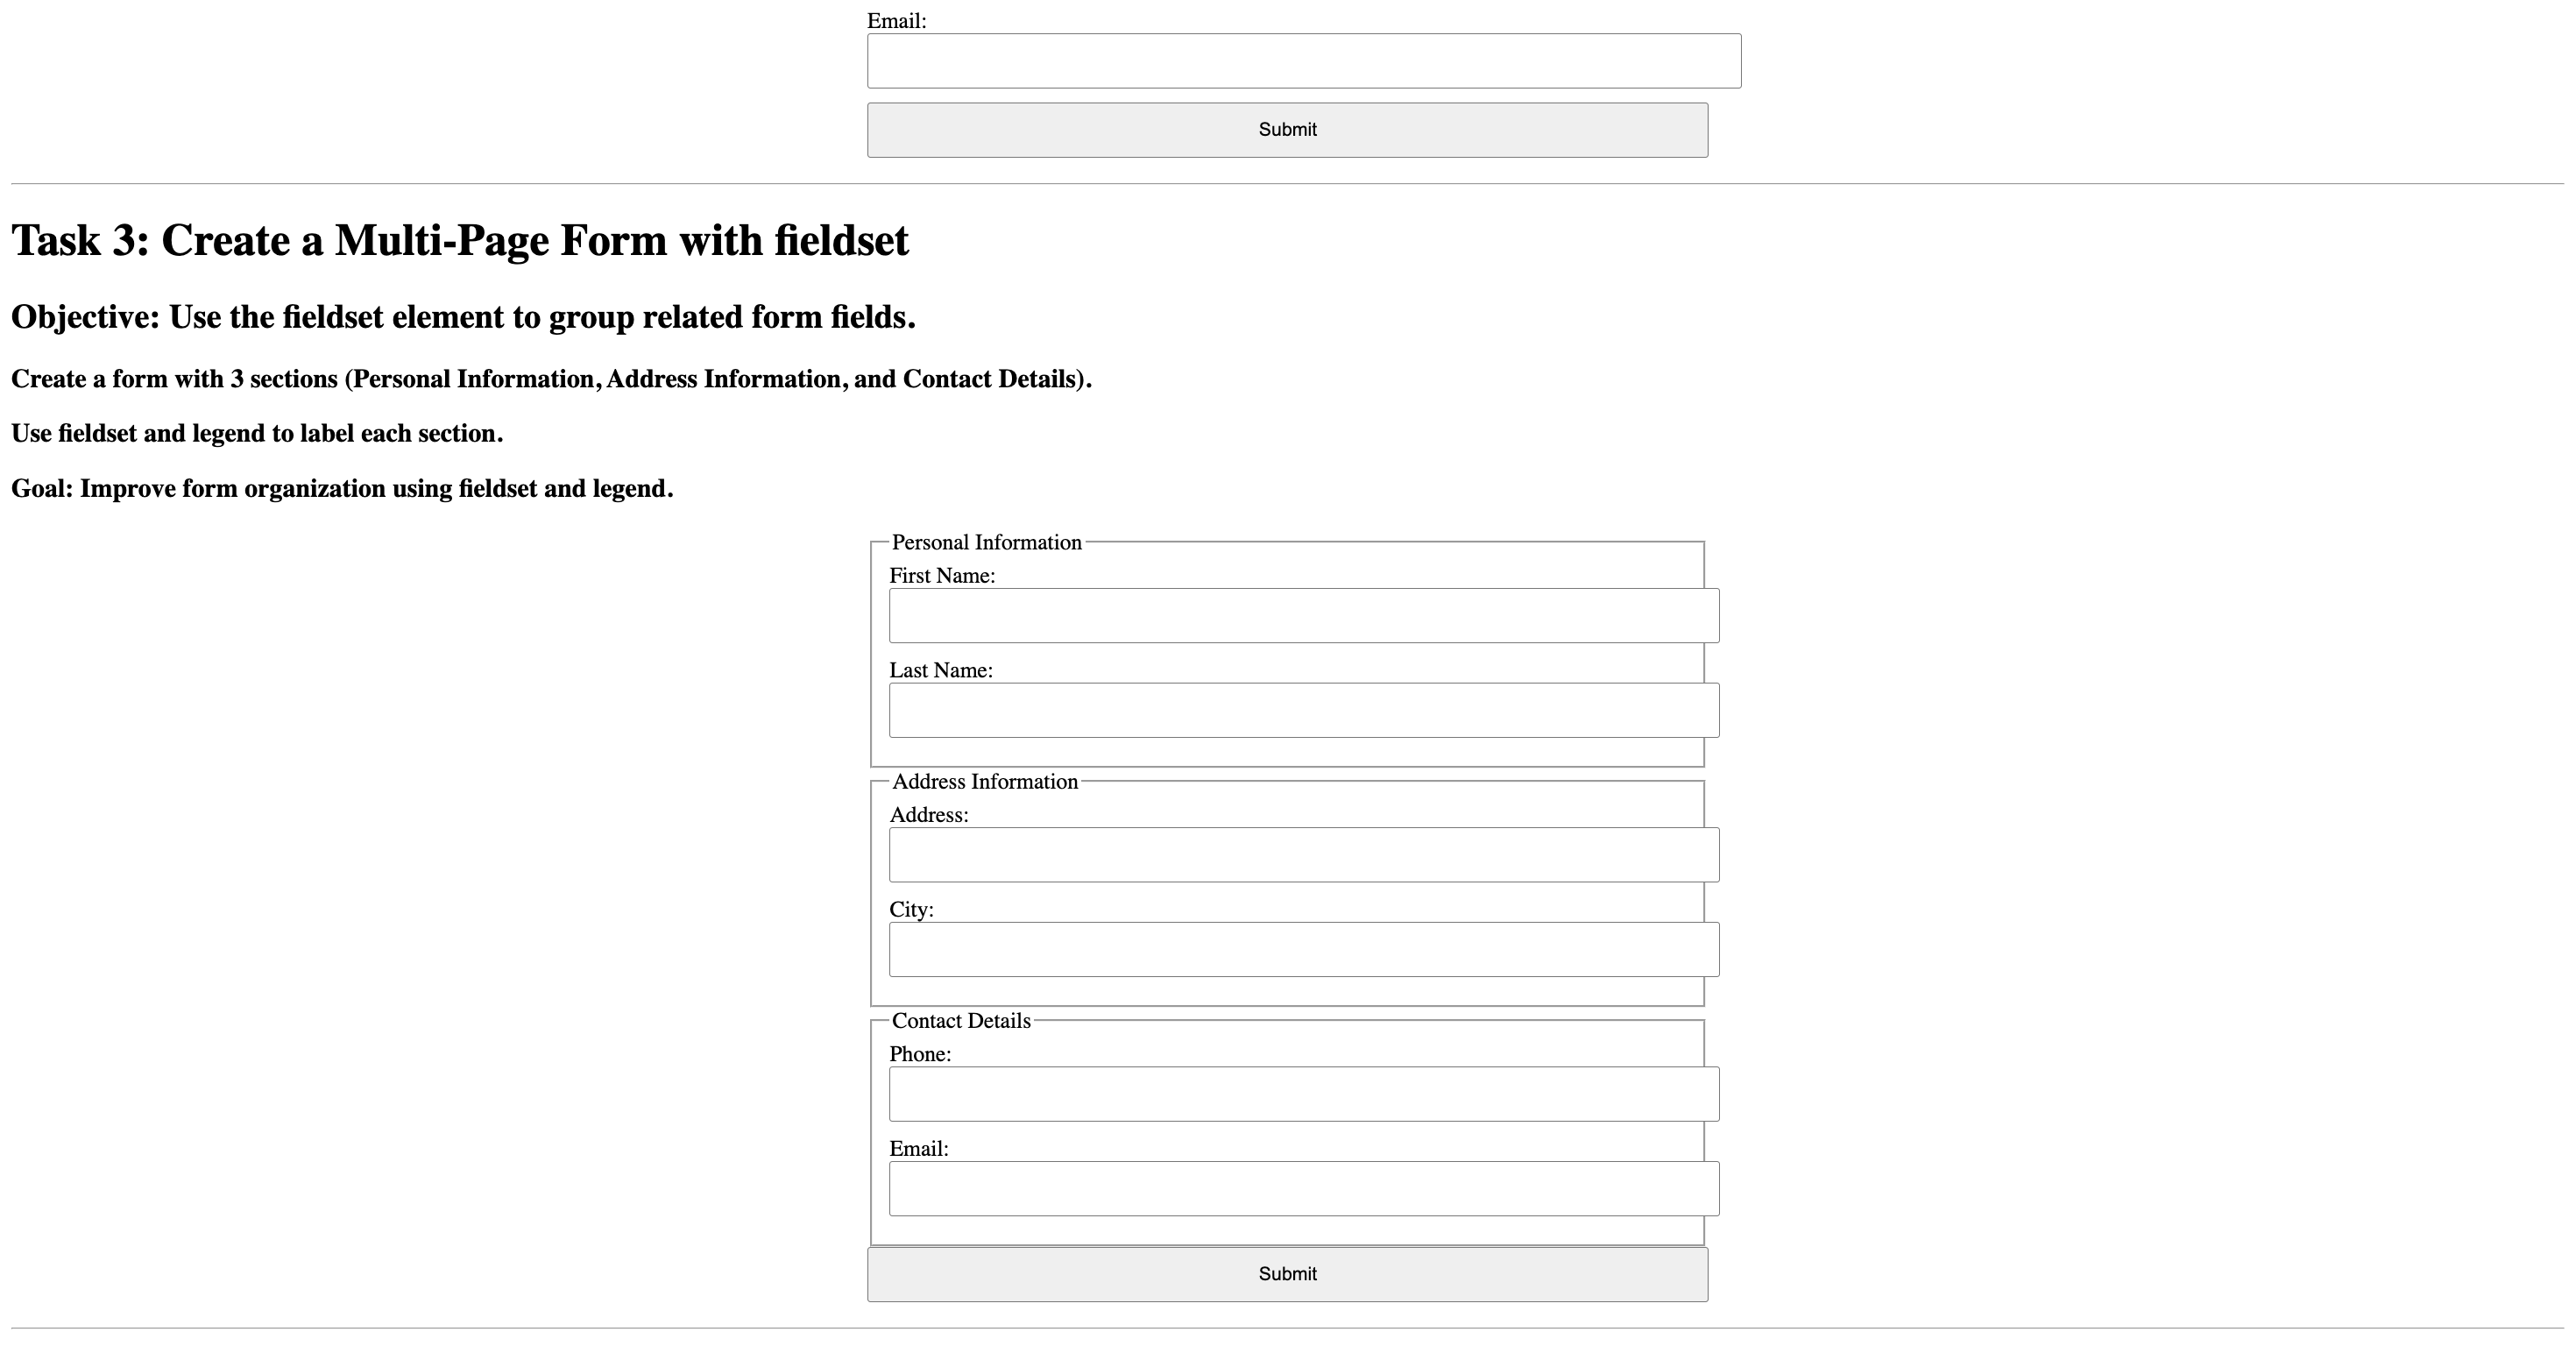 Email:
Submit
Task 3: Create a Multi-Page Form with fieldset
Objective: Use the fieldset element to group related form fields.
Create a form with 3 sections (Personal Information, Address Information, and Contact Details).
Use fieldset and legend to label each section.
Goal: Improve form organization using fieldset and legend.
Personal Information
First Name:
Last Name:
Address Information
Address:
City:
Contact Details
Phone:
Email:
Submit